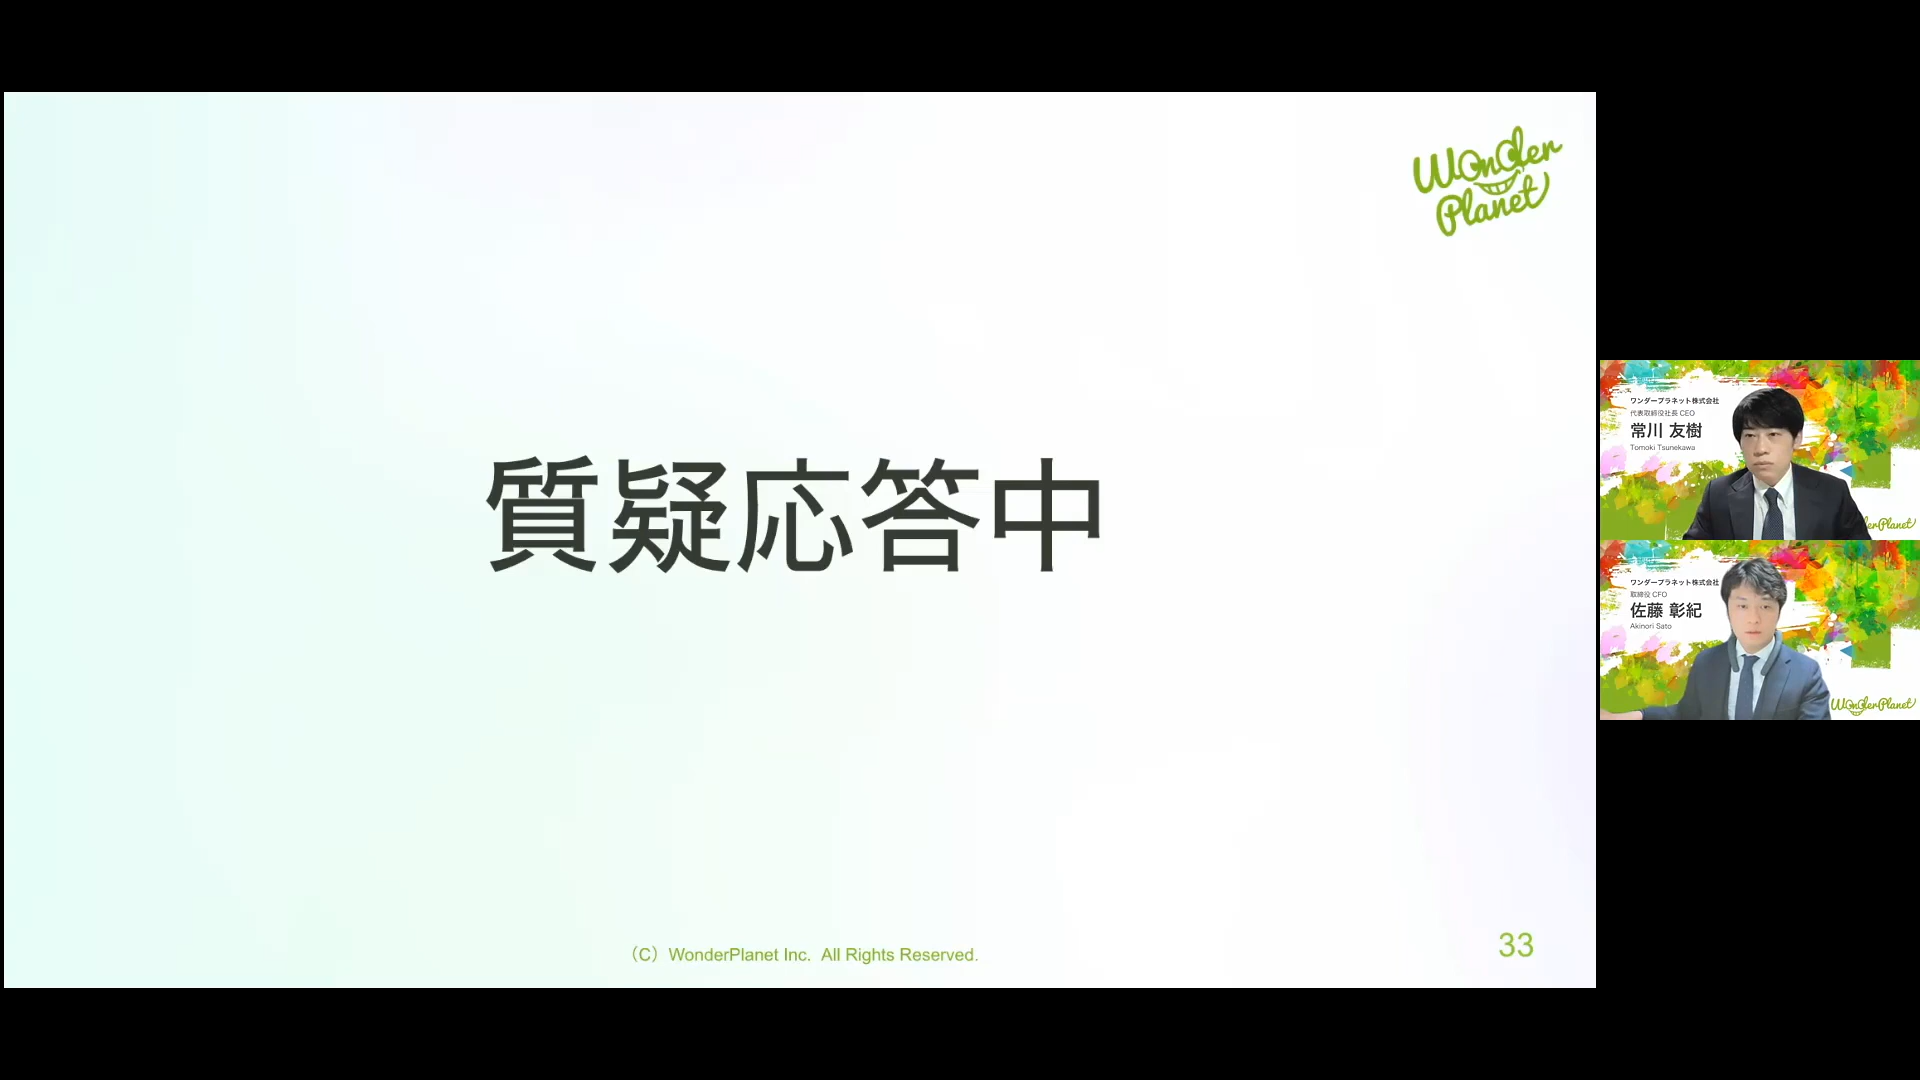 Wonder
Planet
質疑応答中
（C）WonderPlanet Inc. All Rights Reserved.
33
ワンダープラネット株式会社
代表取締役社長 CEO
常川 友樹
Tomoki Tsunekawa
erPlanet
ワンダープラネット株式会社
取締役 CFO
佐藤 彰紀
Akinori Sato
WonderPlanet